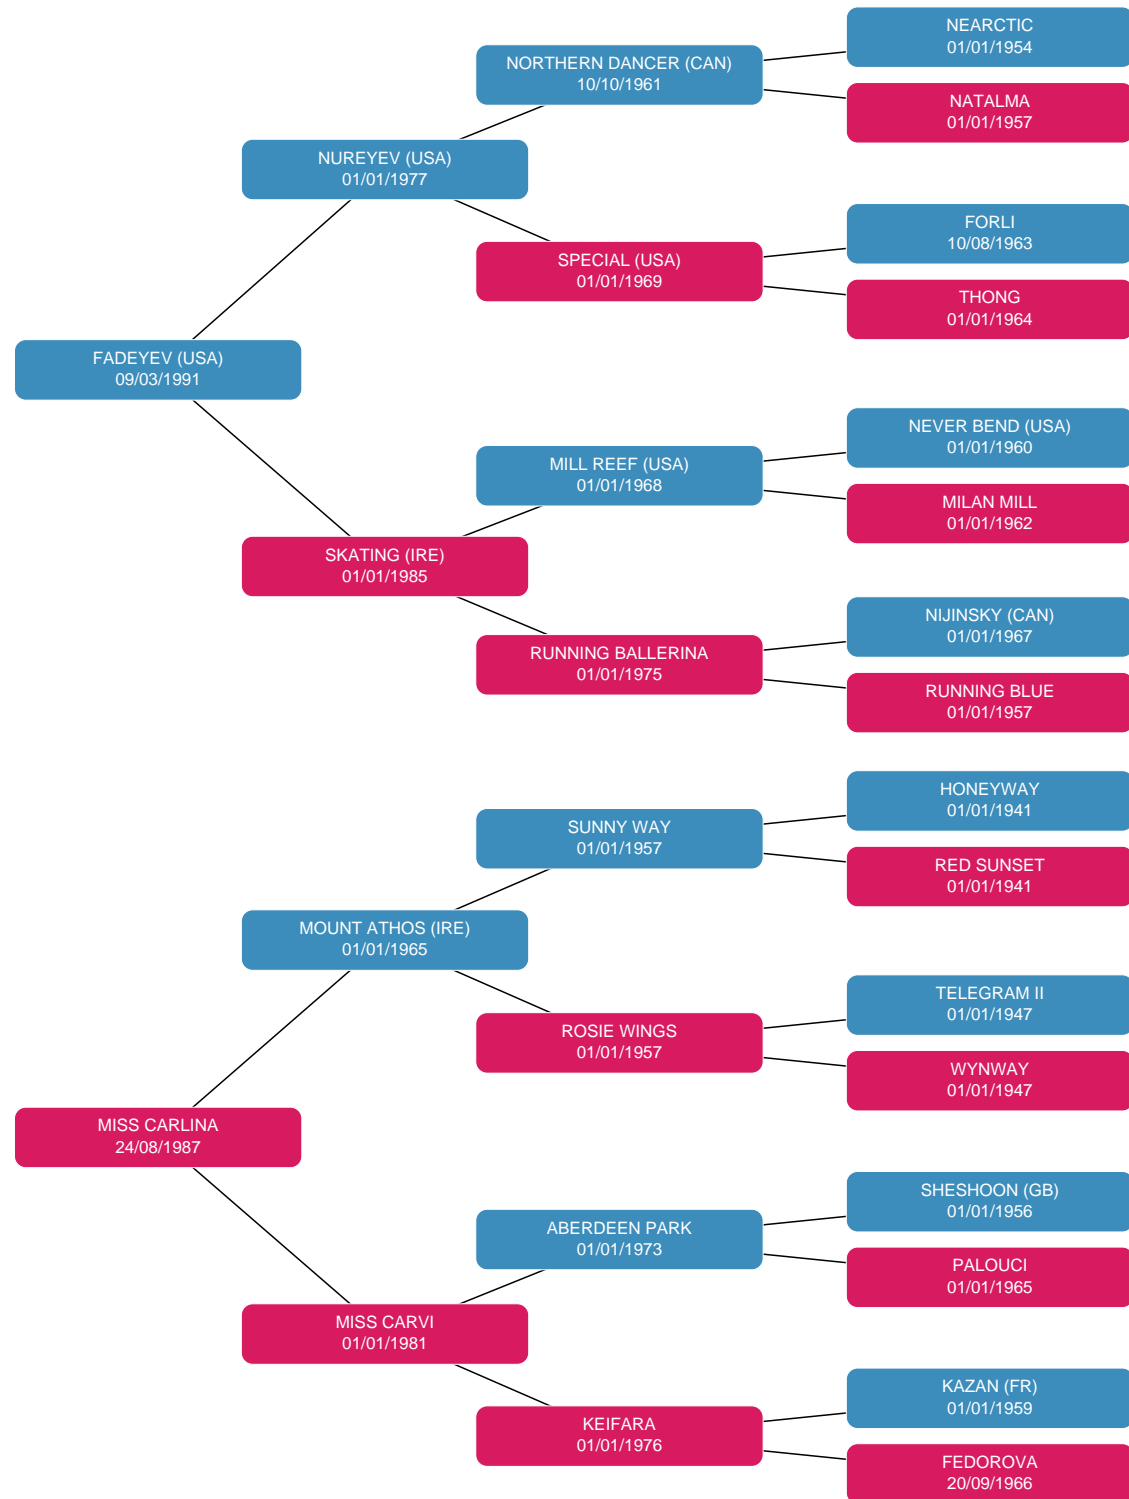 NEARCTIC
01/01/1954
NORTHERN DANCER (CAN)
10/10/1961
NATALMA
01/01/1957
NUREYEV (USA)
01/01/1977
FORLI
10/08/1963
SPECIAL (USA)
01/01/1969
THONG
01/01/1964
FADEYEV (USA)
09/03/1991
NEVER BEND (USA)
01/01/1960
MILL REEF (USA)
01/01/1968
MILAN MILL
01/01/1962
SKATING (IRE)
01/01/1985
NIJINSKY (CAN)
01/01/1967
RUNNING BALLERINA
01/01/1975
RUNNING BLUE
01/01/1957
HONEYWAY
01/01/1941
SUNNY WAY
01/01/1957
RED SUNSET
01/01/1941
MOUNT ATHOS (IRE)
01/01/1965
TELEGRAM II
01/01/1947
ROSIE WINGS
01/01/1957
WYNWAY
01/01/1947
MISS CARLINA
24/08/1987
SHESHOON (GB)
01/01/1956
ABERDEEN PARK
01/01/1973
PALOUCI
01/01/1965
MISS CARVI
01/01/1981
KAZAN (FR)
01/01/1959
KEIFARA
01/01/1976
FEDOROVA
20/09/1966